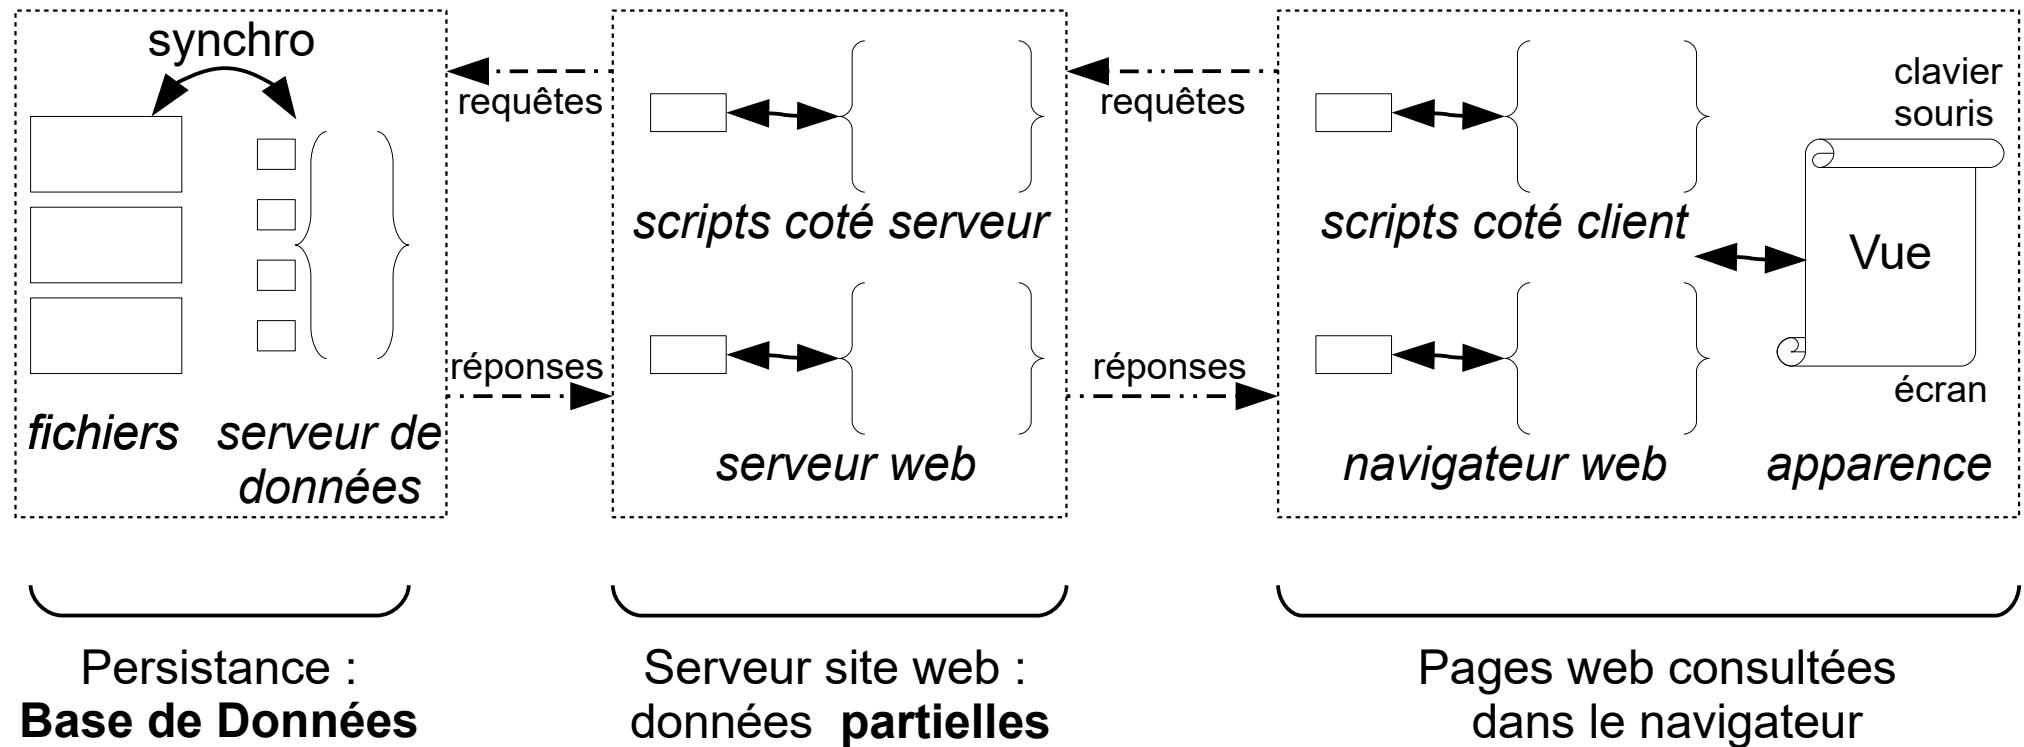 synchro
fichiers
serveur de
données
requêtes
réponses
scripts coté serveur
serveur web
requêtes
réponses
scripts coté client
navigateur web
clavier
souris
Vue
écran
apparence
Persistance :
Base de Données
Serveur site web :
données partielles
Pages web consultées
dans le navigateur